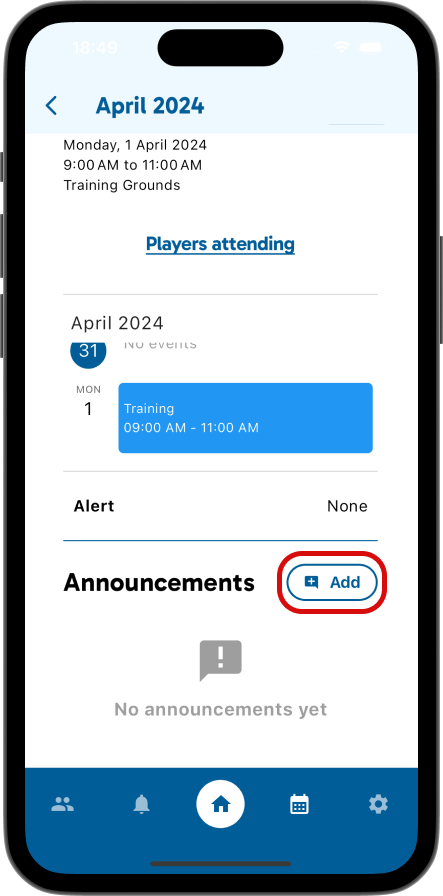 18:49
April 2024
Monday, 1 April 2024
9:00 AM to 11:00 AM
Training Grounds
Players attending
April 2024
31 No events
MON
1
Training
09:00 AM - 11:00 AM
Alert None
Announcements Add
No announcements yet